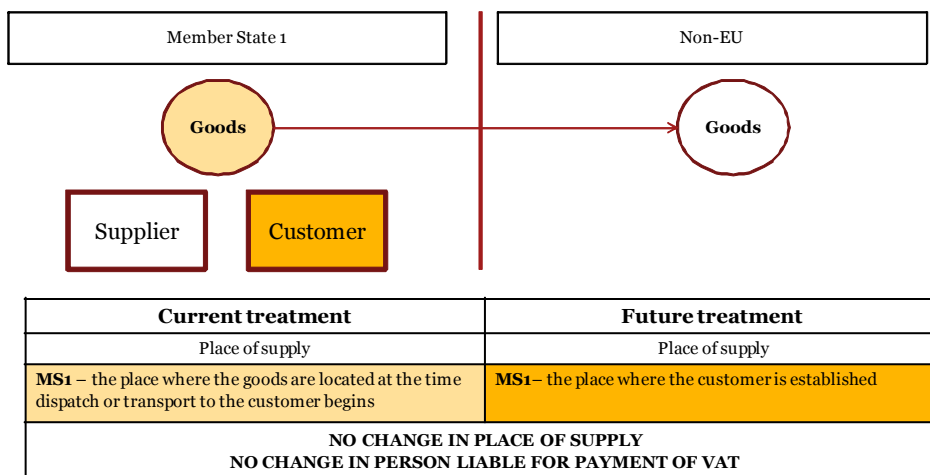 Member State 1
Non-EU
Goods
Goods
Supplier
Customer
Current treatment
Future treatment
Place of supply
Place of supply
MS1 – the place where the goods are located at the time
dispatch or transport to the customer begins
MS1– the place where the customer is established
NO CHANGE IN PLACE OF SUPPLY
NO CHANGE IN PERSON LIABLE FOR PAYMENT OF VAT